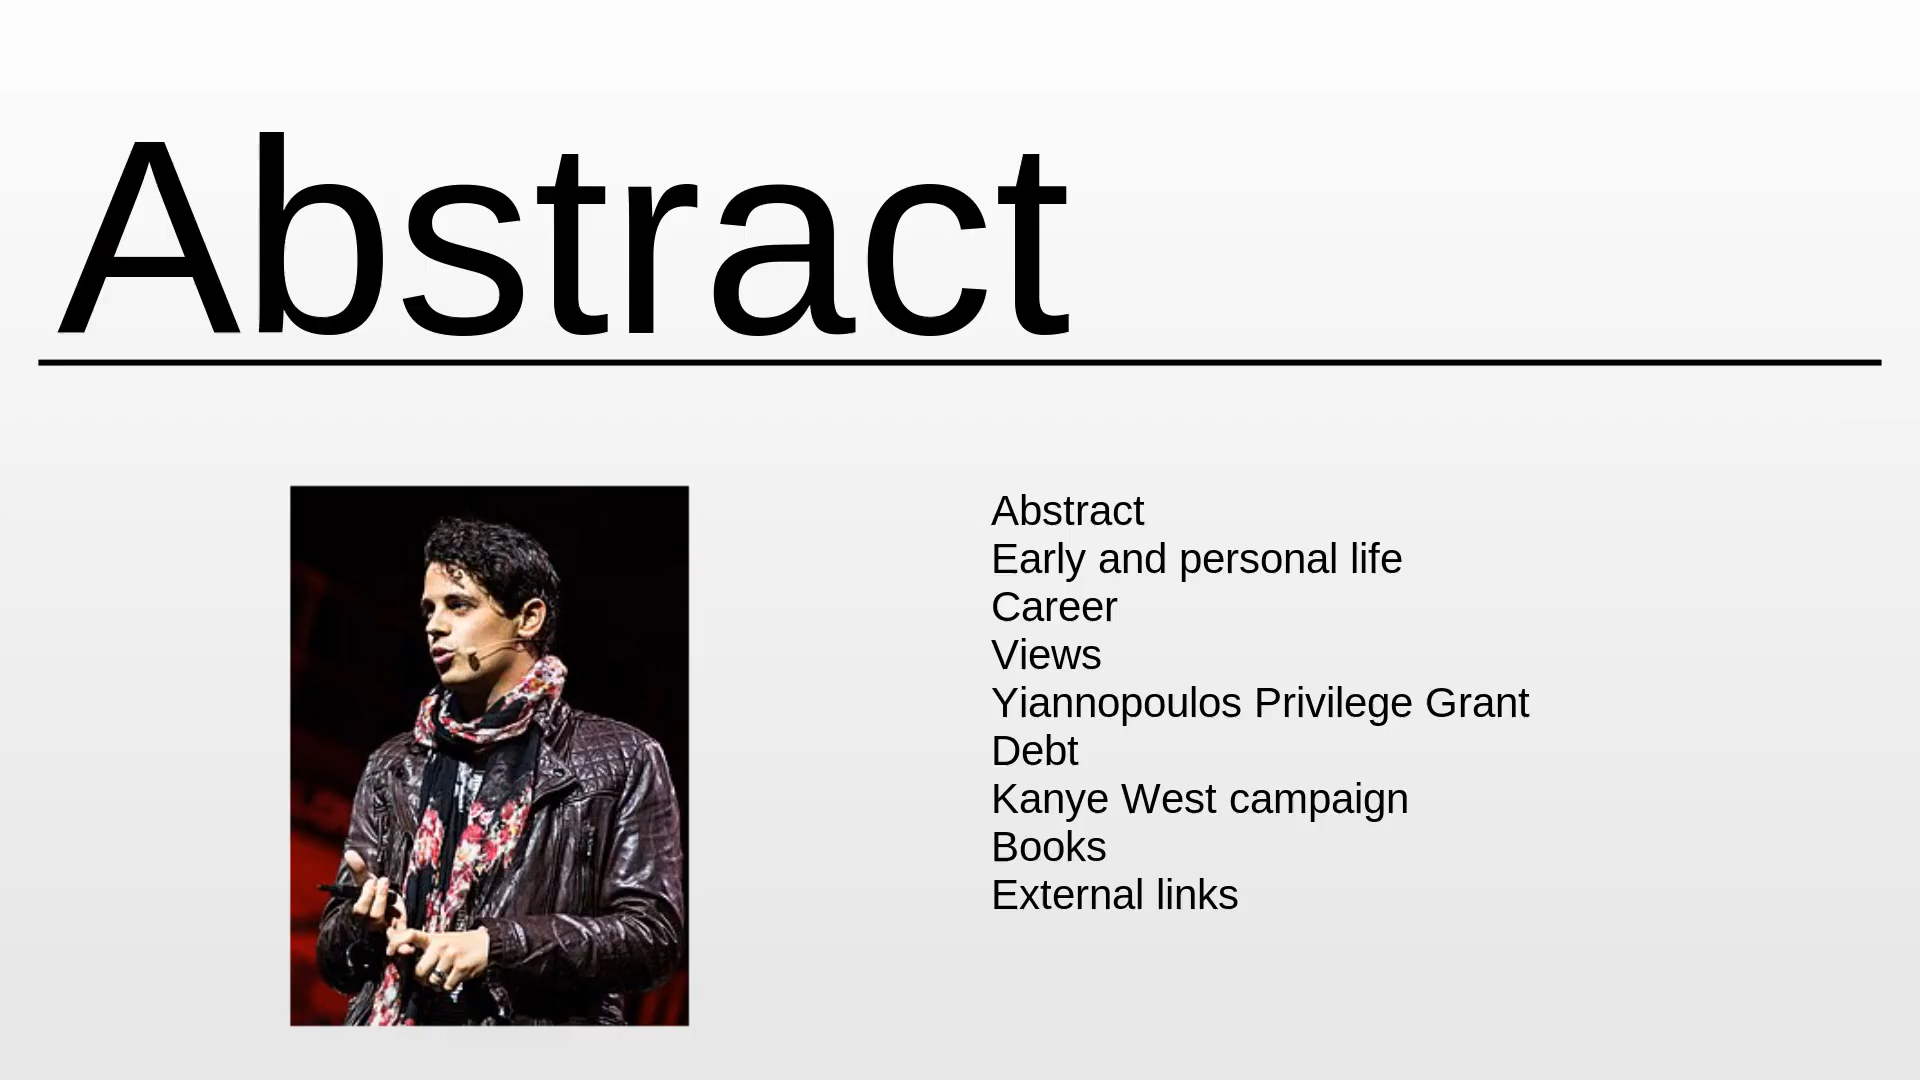 Abstract
Abstract
Early and personal life
Career
Views
Yiannopoulos Privilege Grant
Debt
Kanye West campaign
Books
External links